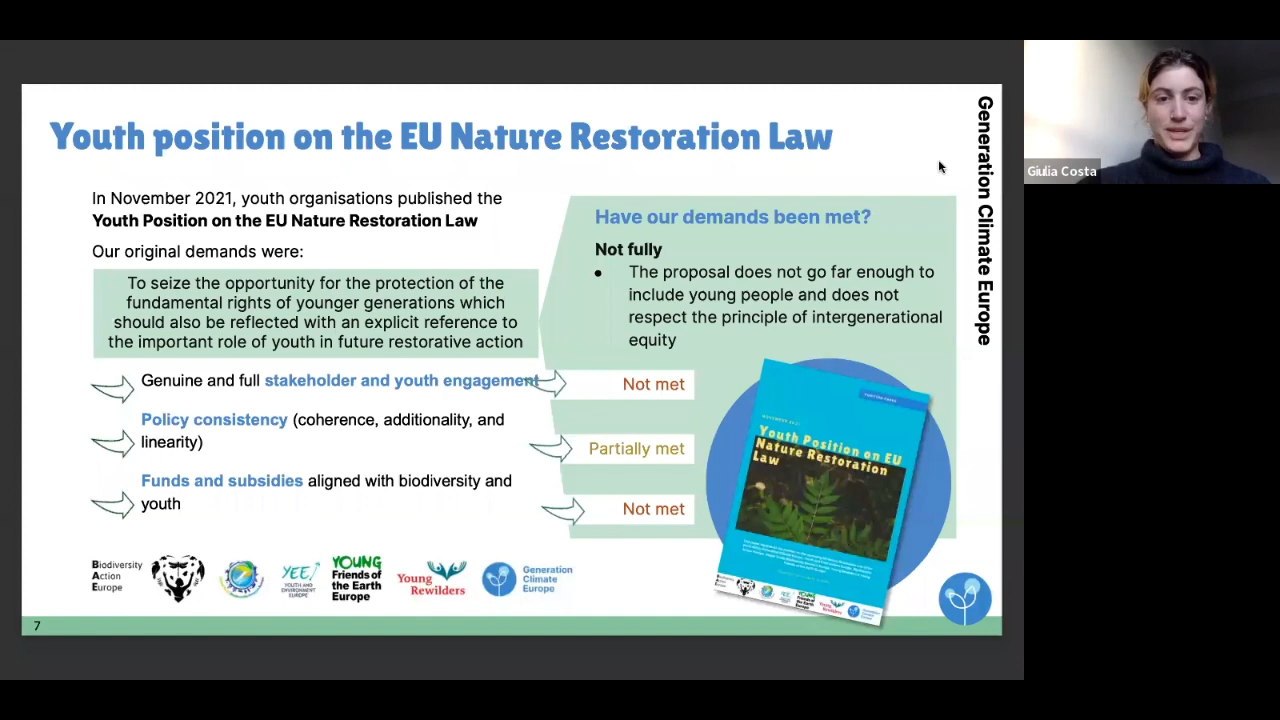 Youth position on the EU Nature Restoration Law
Generation Climate Europe
Giulia Costa
In November 2021, youth organisations published the
Youth Position on the EU Nature Restoration Law
Our original demands were:
To seize the opportunity for the protection of the
fundamental rights of younger generations which
should also be reflected with an explicit reference to
the important role of youth in future restorative action
Genuine and full stakeholder and youth engagement
Policy consistency (coherence, additionality, and
linearity)
Funds and subsidies aligned with biodiversity and
youth
Have our demands been met?
Not fully
● The proposal does not go far enough to
include young people and does not
respect the principle of intergenerational
equity
Not met
Partially met
Not met
NOVEMBER 2021
Youth Position on EU
Nature Restoration
Law
Biodiversity
Action
Europe
YEE
YOUTH AND
ENVIRONMENT
EUROPE
YOUNG
Friends of
the Earth
Europe
Young
Rewilders
Generation
Climate
Europe
7